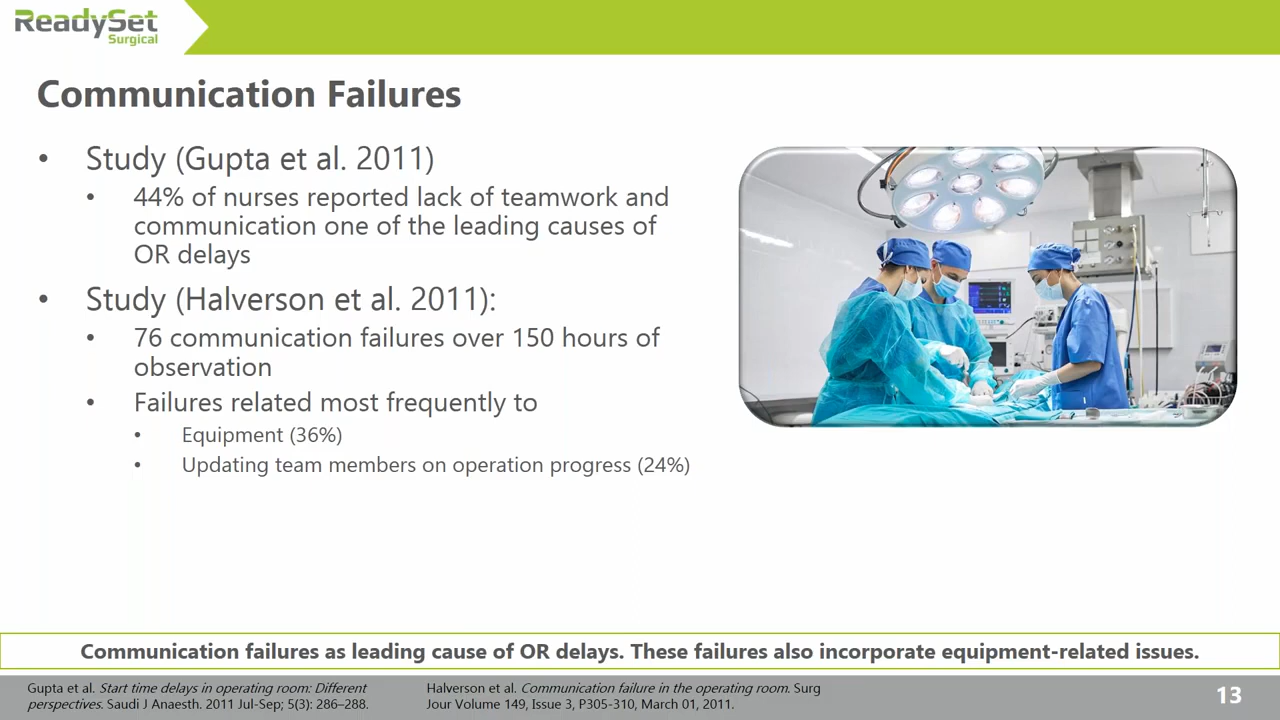 ReadySet
Surgical
Communication Failures
• Study (Gupta et al. 2011)
• 44% of nurses reported lack of teamwork and
communication one of the leading causes of
OR delays
• Study (Halverson et al. 2011):
• 76 communication failures over 150 hours of
observation
• Failures related most frequently to
• Equipment (36%)
• Updating team members on operation progress (24%)
Communication failures as leading cause of OR delays. These failures also incorporate equipment-related issues.
Gupta et al. Start time delays in operating room: Different
perspectives. Saudi J Anaesth. 2011 Jul-Sep; 5(3): 286–288.
Halverson et al. Communication failure in the operating room. Surg
Jour Volume 149, Issue 3, P305-310, March 01, 2011.
13